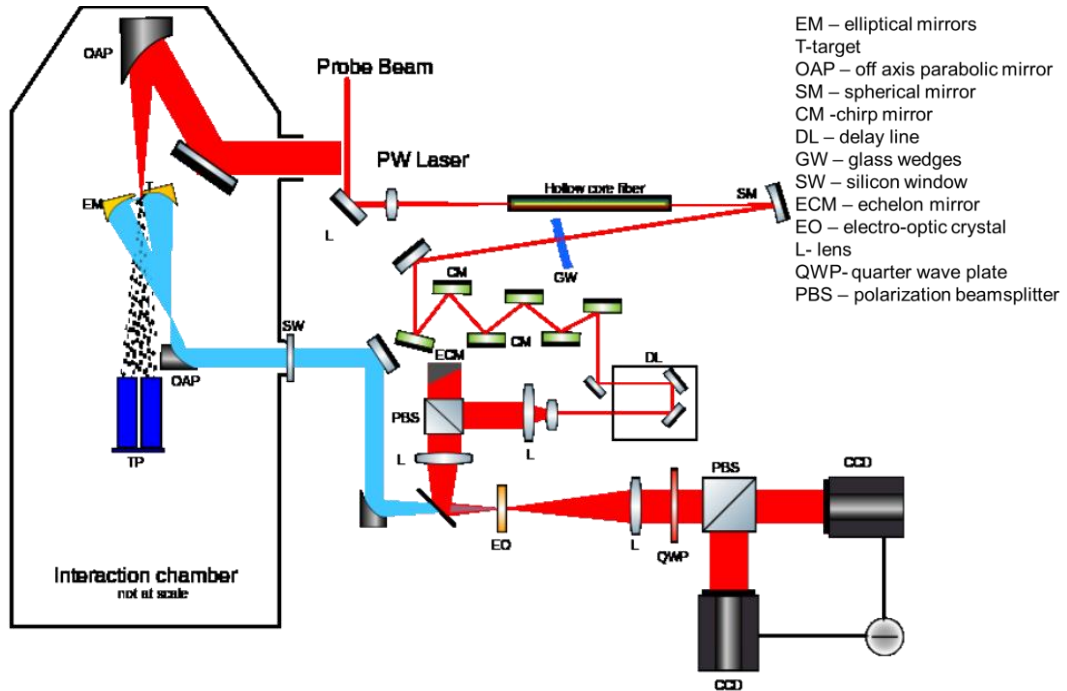 OAP
Probe Beam
PW Laser
Hollow core fiber
SM
EM
T
L
GW
CM
CM
SW
ECM
DL
OAP
PBS
L
L
TP
PBS
CCD
EO
L
QWP
CCD
Interaction chamber
not at scale
EM – elliptical mirrors
T-target
OAP – off axis parabolic mirror
SM – spherical mirror
CM -chirp mirror
DL – delay line
GW – glass wedges
SW – silicon window
ECM – echelon mirror
EO – electro-optic crystal
L- lens
QWP- quarter wave plate
PBS – polarization beamsplitter